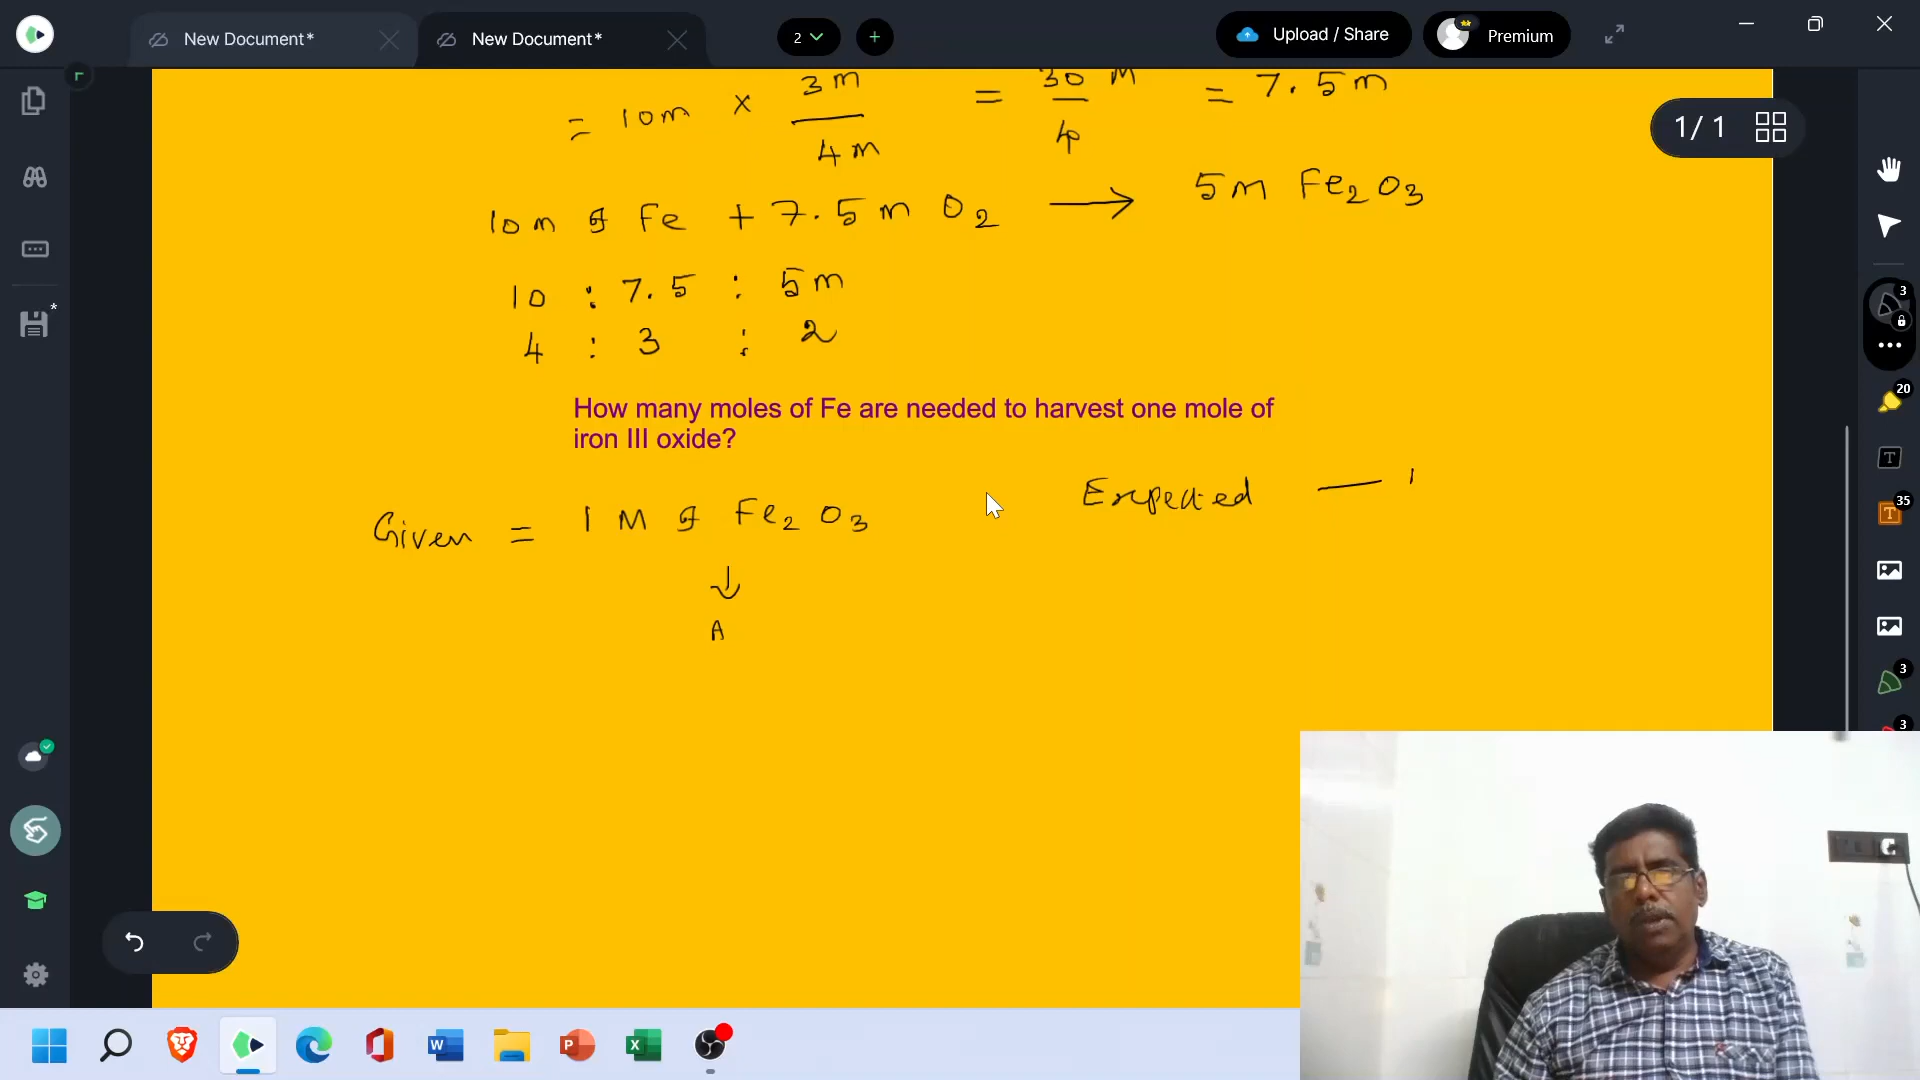 New Document*
New Document*
2
Upload / Share
Premium
1/1
= 10m × 3m = 30 M = 7.5m
4m 4
10m of Fe + 7.5m O2 → 5m Fe2O3
10 : 7.5 : 5m
4 : 3 : 2
How many moles of Fe are needed to harvest one mole of
iron III oxide?
Given = 1 M of Fe2O3
Expected — 1
↓
A
3
20
T
35
T
3
3
W
P
X